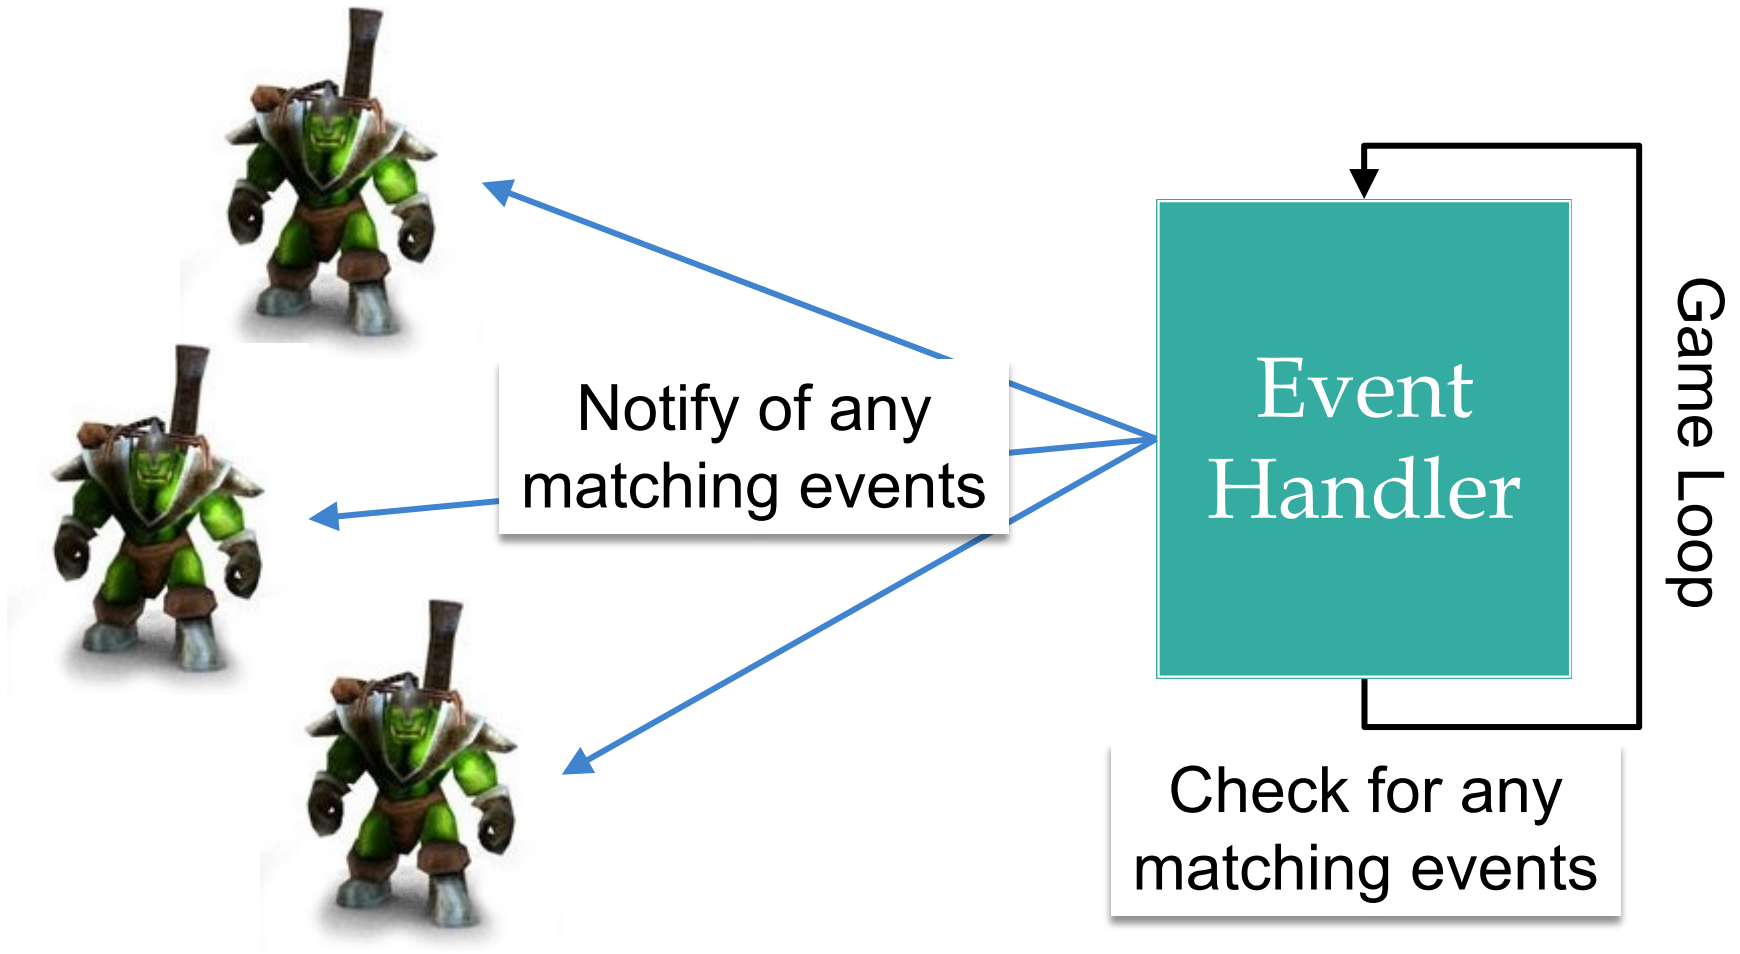 Notify of any
matching events
Event
Handler
Game Loop
Check for any
matching events